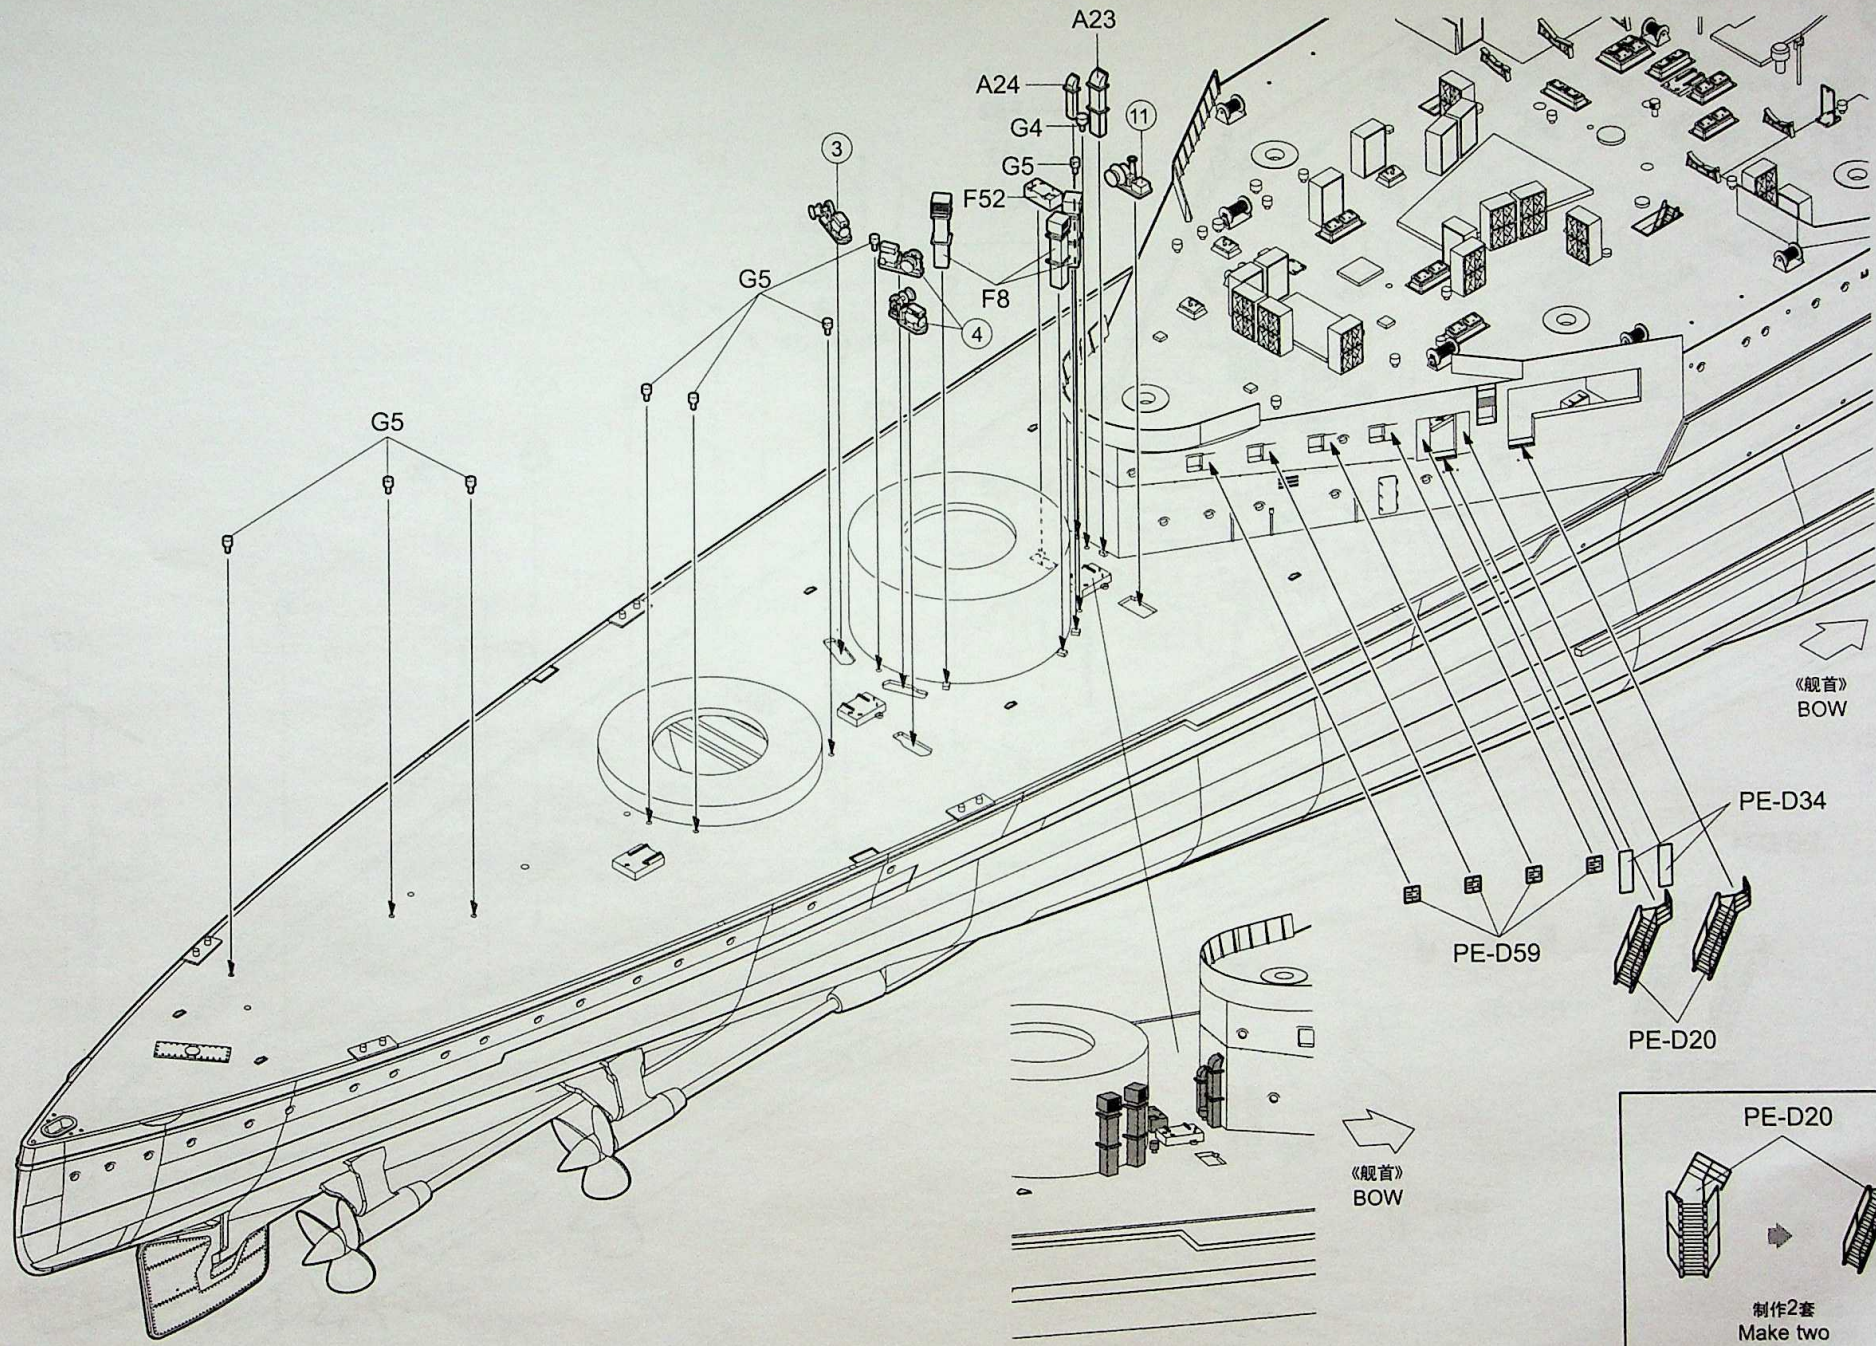 A23
A24
G4
11
3
G5
F52
G5
F8
4
G5
《舰首》
BOW
PE-D34
PE-D59
PE-D20
《舰首》
BOW
PE-D20
制作2套
Make two